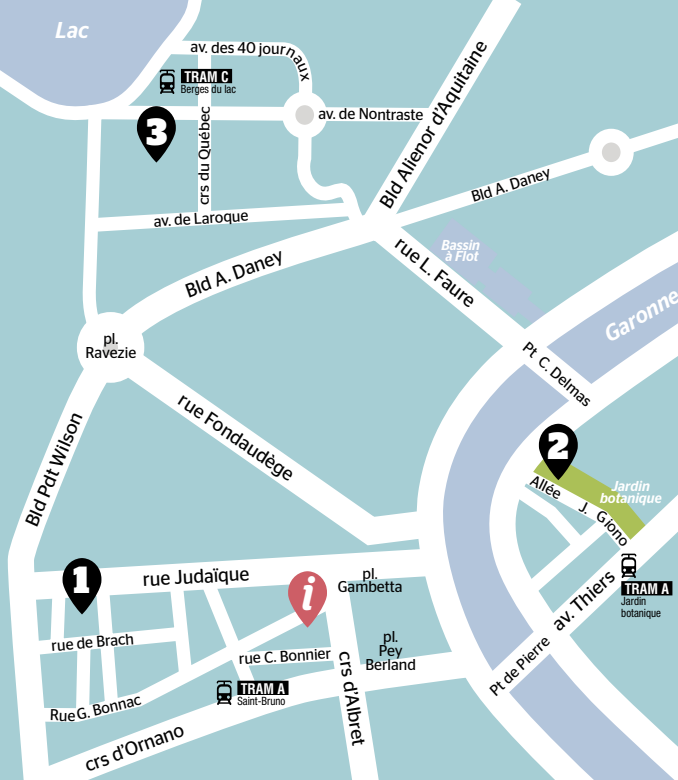 Lac
av. des 40 journaux
TRAM C
Berges du lac
3
av. de Nontraste
crs du Québec
Bld Alienor d'Aquitaine
av. de Laroque
Bld A. Daney
Bld A. Daney
Bassin
à Flot
rue L. Faure
Garonne
pl.
Ravezie
Pt C. Delmas
rue Fondaudège
Bld Pdt Wilson
2
Jardin
botanique
Allée J. Giono
1
rue Judaïque
i
pl.
Gambetta
TRAM A
Jardin
botanique
av. Thiers
rue de Brach
rue C. Bonnier
pl.
Pey
Berland
Pt de Pierre
TRAM A
Saint-Bruno
crs d'Albret
Rue G. Bonnac
crs d'Ornano